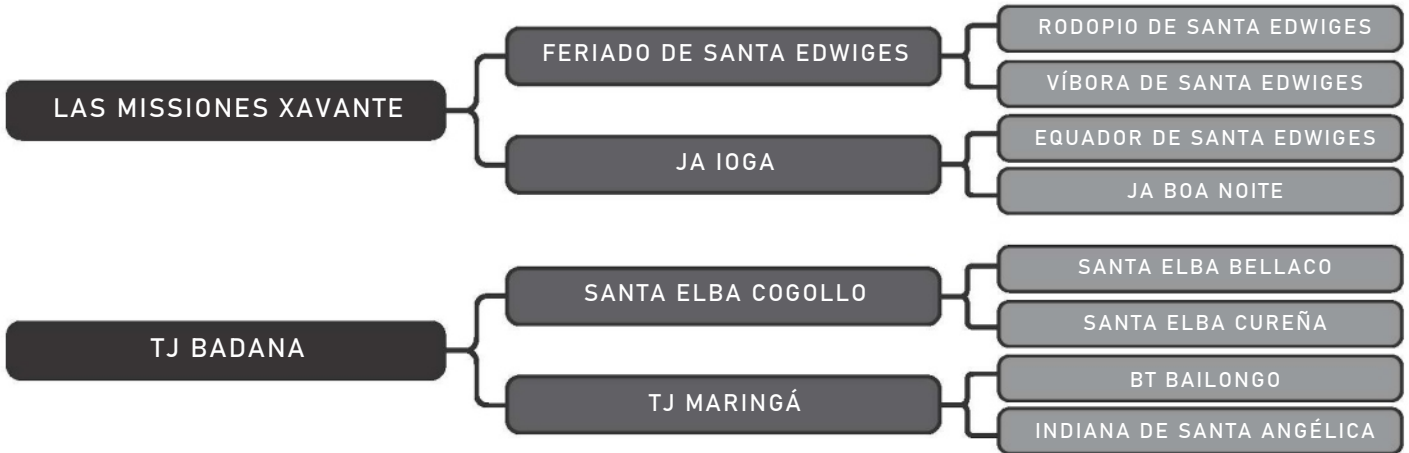 LAS MISSIONES XAVANTE
FERIADO DE SANTA EDWIGES
RODOPIO DE SANTA EDWIGES
VÍBORA DE SANTA EDWIGES
JA IOGA
EQUADOR DE SANTA EDWIGES
JA BOA NOITE
TJ BADANA
SANTA ELBA COGOLLO
SANTA ELBA BELLACO
SANTA ELBA CUREÑA
TJ MARINGÁ
BT BAILONGO
INDIANA DE SANTA ANGÉLICA